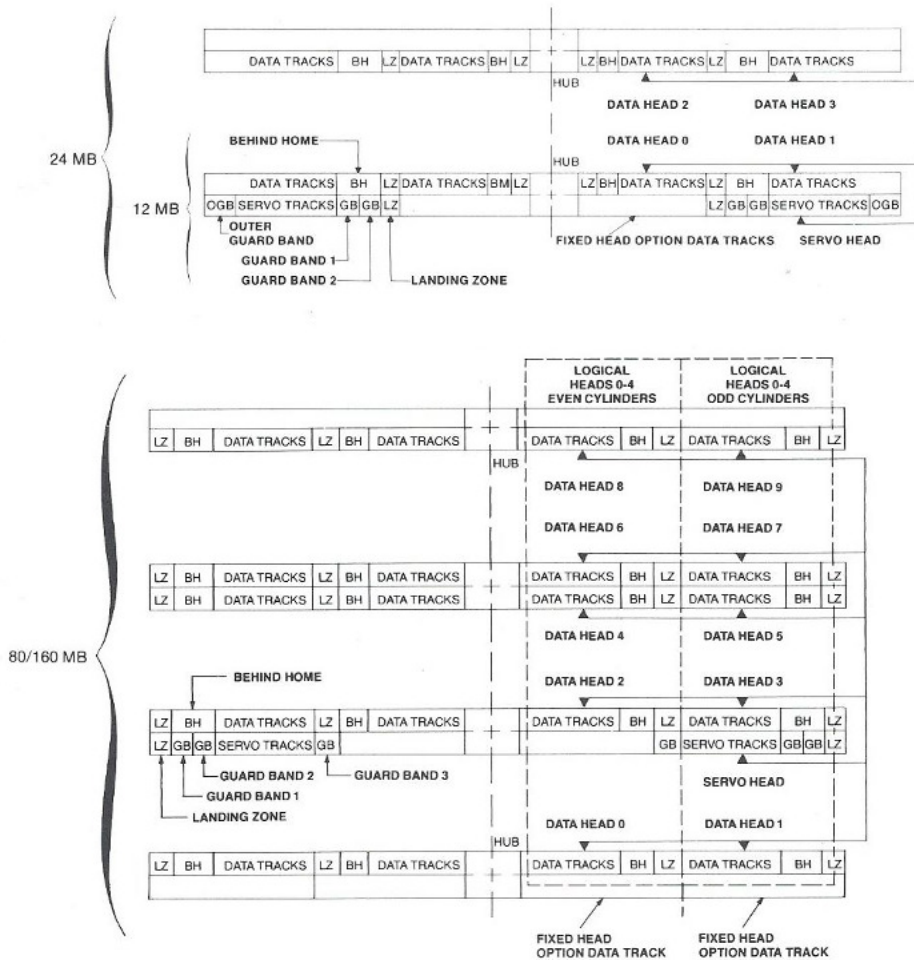 DATA TRACKS BH LZ DATA TRACKS BH LZ LZ BH DATA TRACKS LZ BH DATA TRACKS
HUB
DATA HEAD 2 DATA HEAD 3
24 MB
BEHIND HOME
DATA HEAD 0 DATA HEAD 1
HUB
12 MB
DATA TRACKS BH LZ DATA TRACKS BM LZ LZ BH DATA TRACKS LZ BH DATA TRACKS
OGB SERVO TRACKS GB GB LZ LZ GB GB SERVO TRACKS OGB
OUTER
GUARD BAND
FIXED HEAD OPTION DATA TRACKS SERVO HEAD
GUARD BAND 1
GUARD BAND 2 LANDING ZONE
LOGICAL
HEADS 0-4
EVEN CYLINDERS
LOGICAL
HEADS 0-4
ODD CYLINDERS
LZ BH DATA TRACKS LZ BH DATA TRACKS DATA TRACKS BH LZ DATA TRACKS BH LZ
HUB
DATA HEAD 8 DATA HEAD 9
DATA HEAD 6 DATA HEAD 7
LZ BH DATA TRACKS LZ BH DATA TRACKS DATA TRACKS BH LZ DATA TRACKS BH LZ
LZ BH DATA TRACKS LZ BH DATA TRACKS DATA TRACKS BH LZ DATA TRACKS BH LZ
DATA HEAD 4 DATA HEAD 5
80/160 MB
BEHIND HOME
DATA HEAD 2 DATA HEAD 3
LZ BH DATA TRACKS LZ BH DATA TRACKS DATA TRACKS BH LZ DATA TRACKS BH LZ
LZ GB GB SERVO TRACKS GB GB SERVO TRACKS GB GB LZ
GUARD BAND 2 GUARD BAND 3
SERVO HEAD
GUARD BAND 1
LANDING ZONE
DATA HEAD 0 DATA HEAD 1
HUB
LZ BH DATA TRACKS LZ BH DATA TRACKS DATA TRACKS BH LZ DATA TRACKS BH LZ
FIXED HEAD
OPTION DATA TRACK
FIXED HEAD
OPTION DATA TRACK